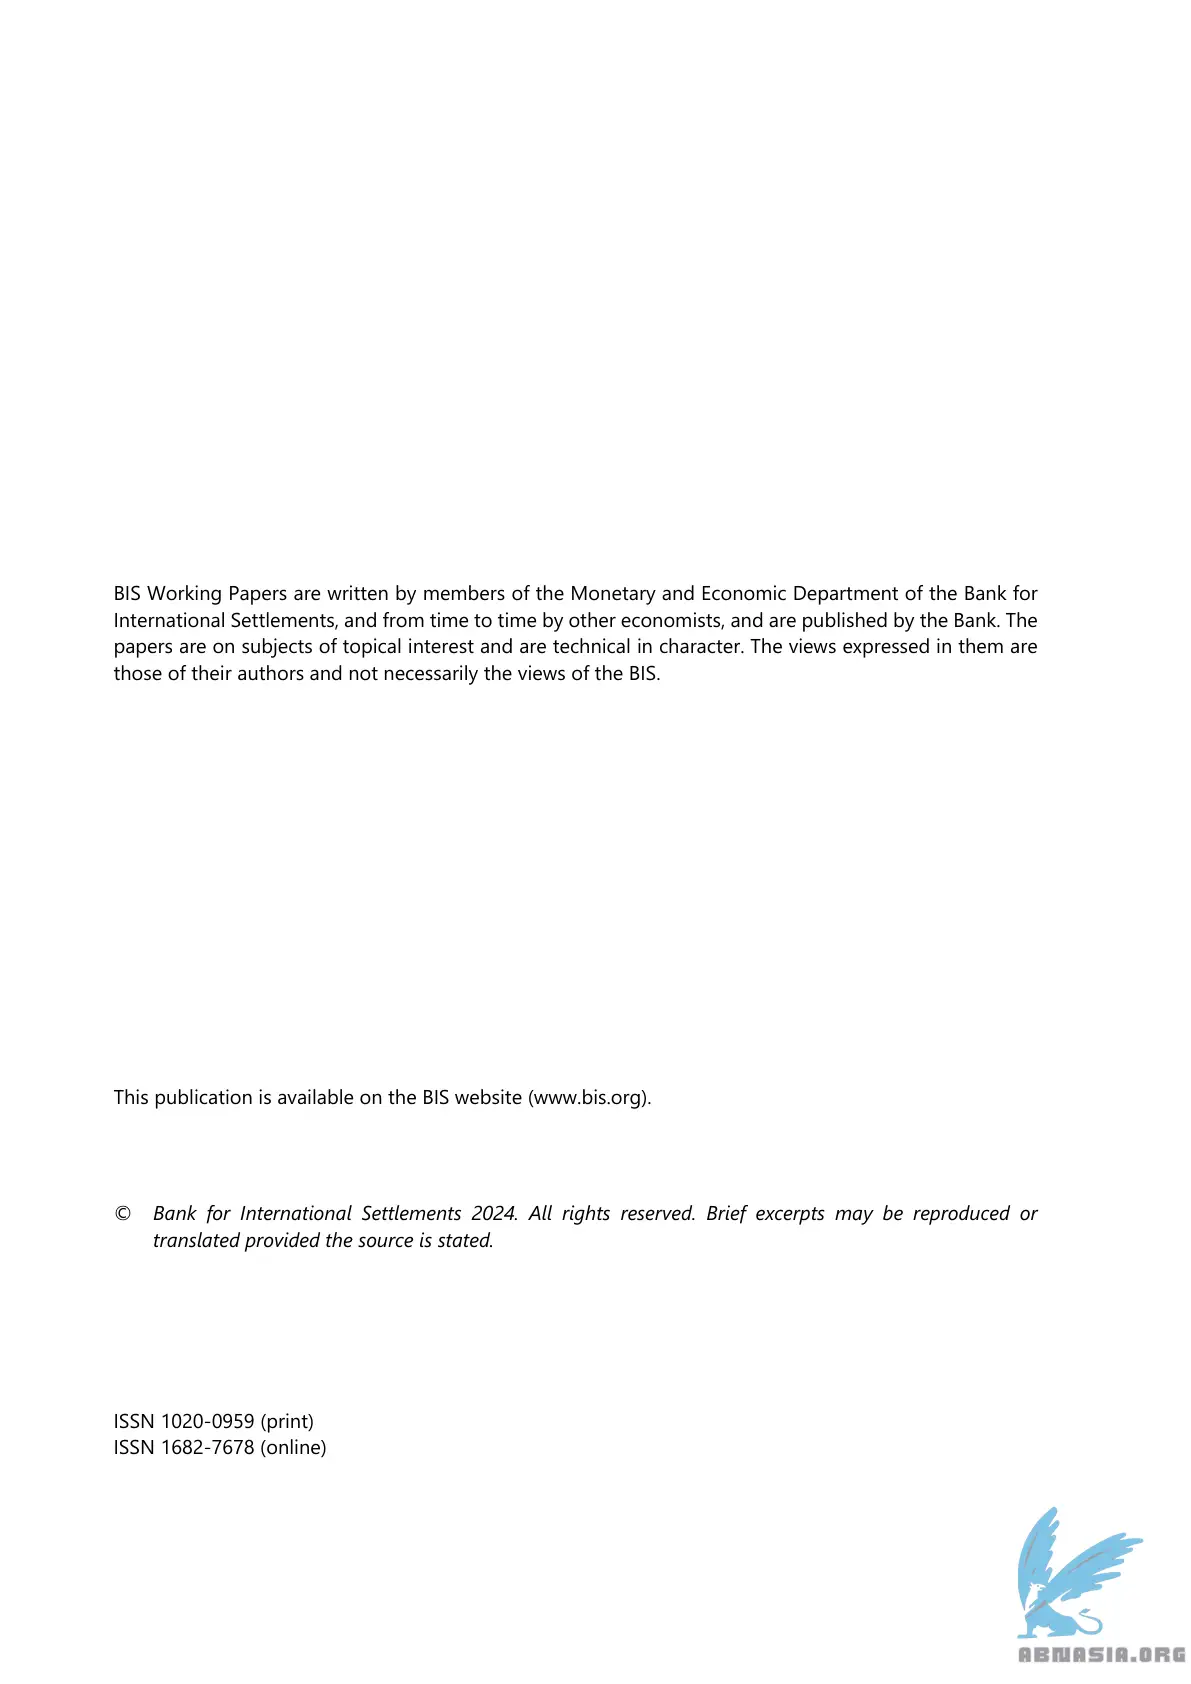 BIS Working Papers are written by members of the Monetary and Economic Department of the Bank for
International Settlements, and from time to time by other economists, and are published by the Bank. The
papers are on subjects of topical interest and are technical in character. The views expressed in them are
those of their authors and not necessarily the views of the BIS.
This publication is available on the BIS website (www.bis.org).
© Bank for International Settlements 2024. All rights reserved. Brief excerpts may be reproduced or
translated provided the source is stated.
ISSN 1020-0959 (print)
ISSN 1682-7678 (online)
ABNASIA.ORG